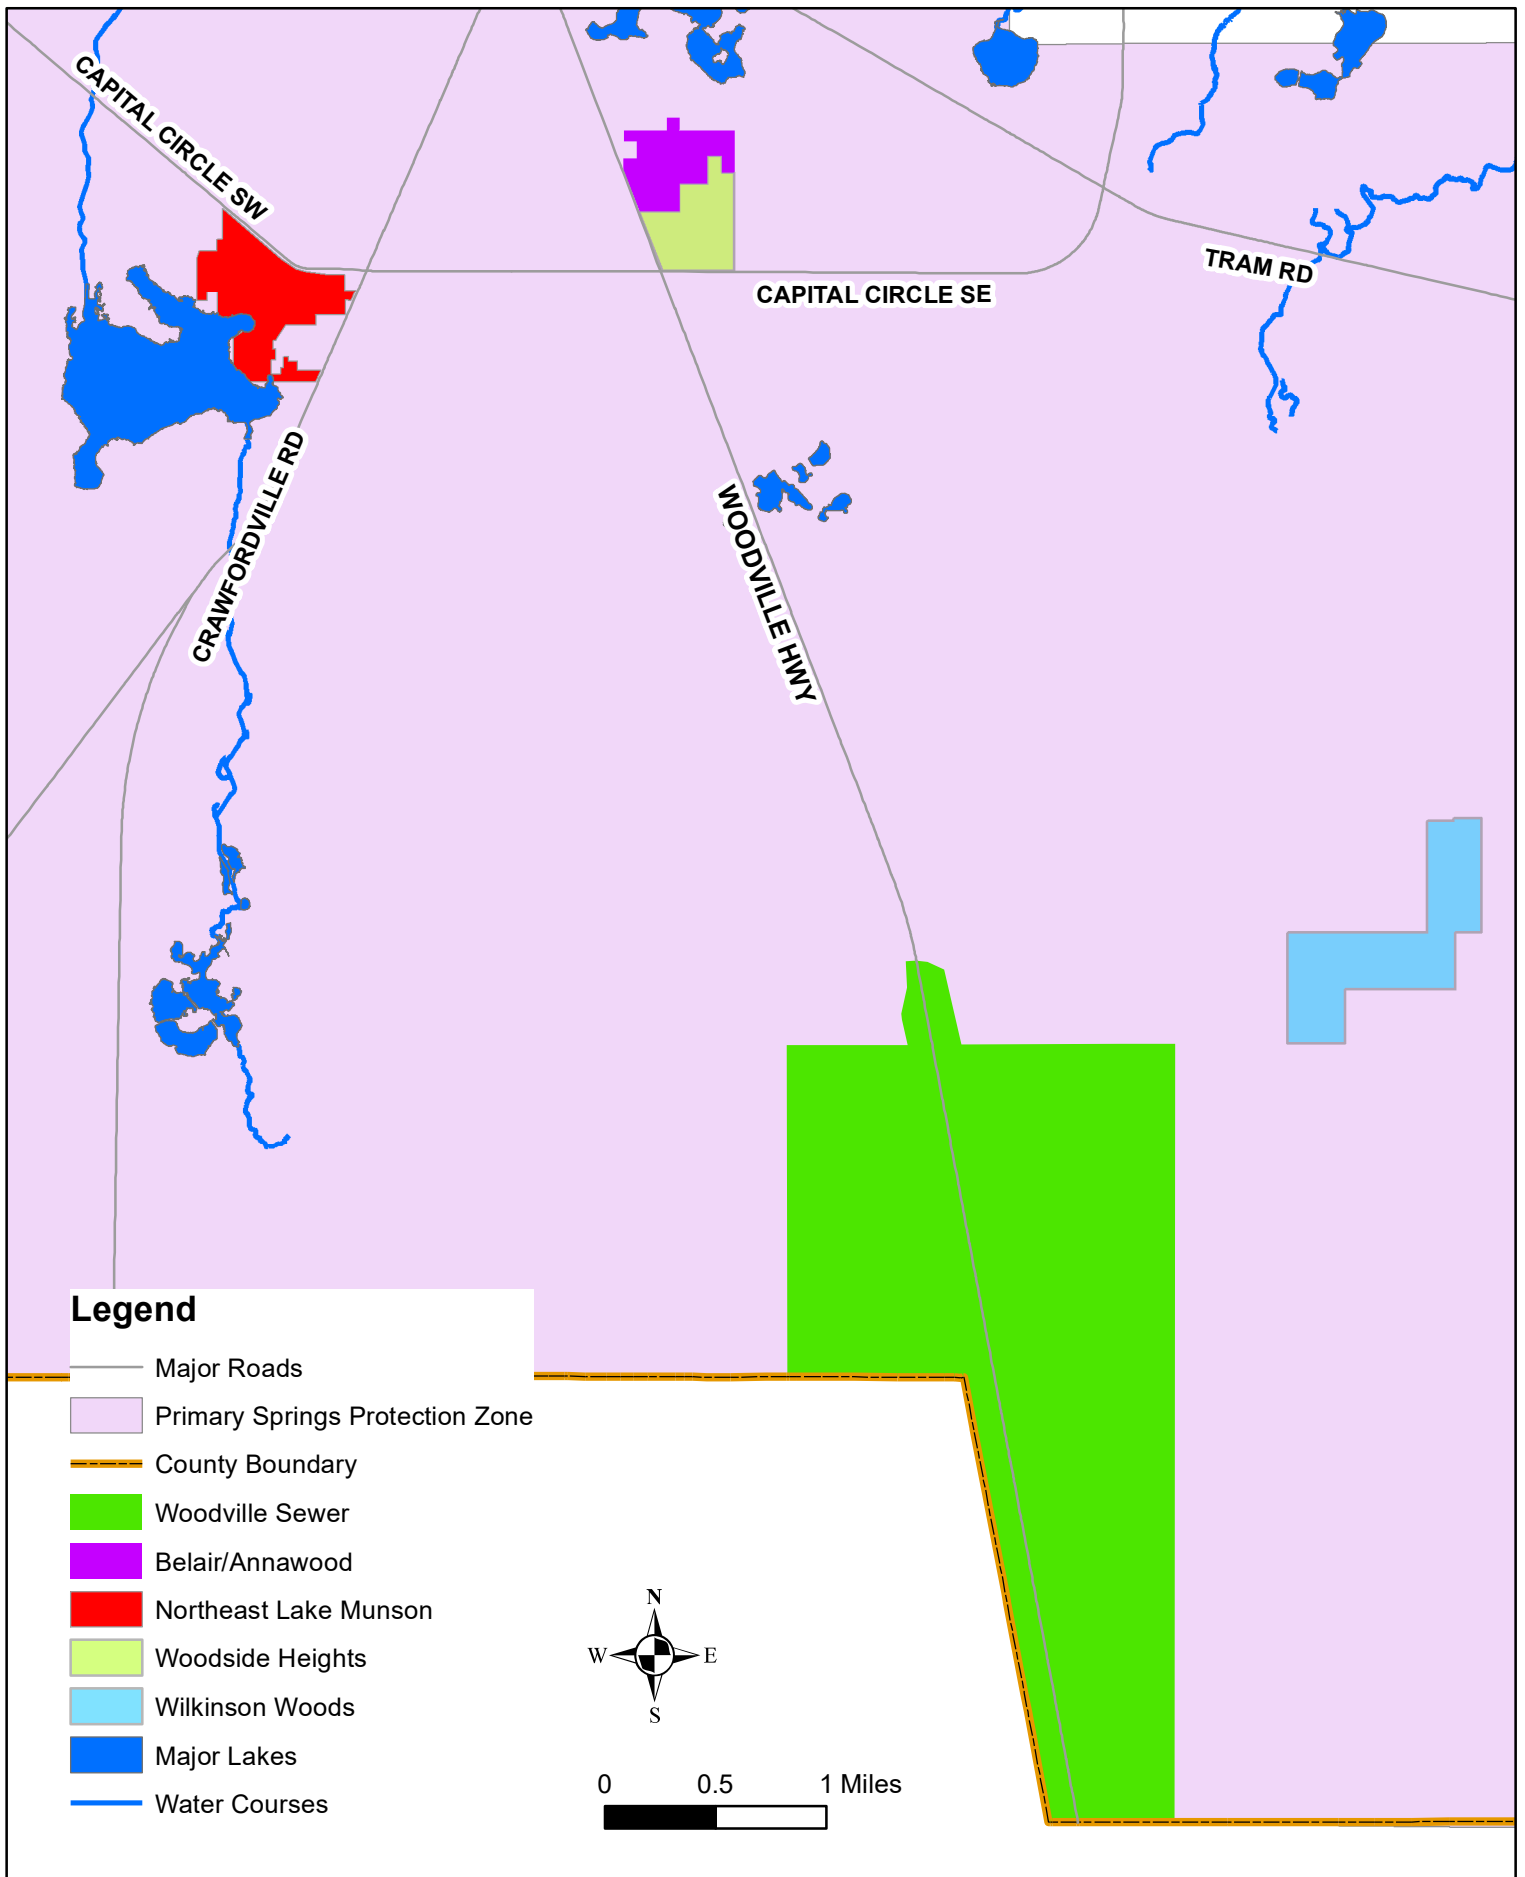 CAPITAL CIRCLE SW
TRAM RD
CAPITAL CIRCLE SE
CRAWFORDVILLE RD
WOODVILLE HWY
Legend
Major Roads
Primary Springs Protection Zone
County Boundary
Woodville Sewer
Belair/Annawood
Northeast Lake Munson
Woodside Heights
Wilkinson Woods
Major Lakes
Water Courses
N
W E
S
0 0.5 1 Miles